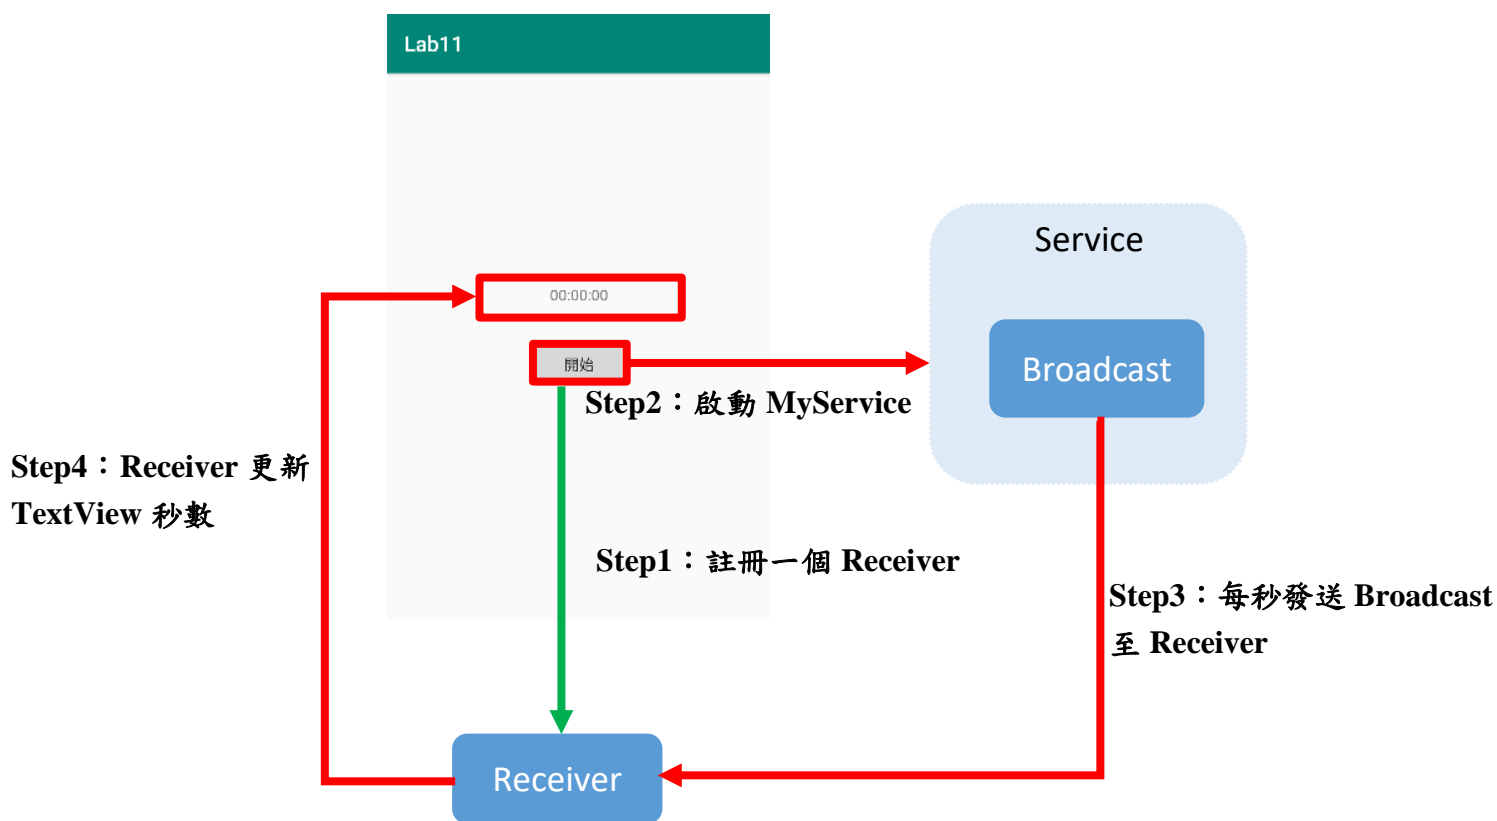 Lab11
Service
00:00:00
開始
Broadcast
Step2：啟動 MyService
Step4：Receiver 更新
TextView 秒數
Step1：註冊一個 Receiver
Step3：每秒發送 Broadcast
至 Receiver
Receiver